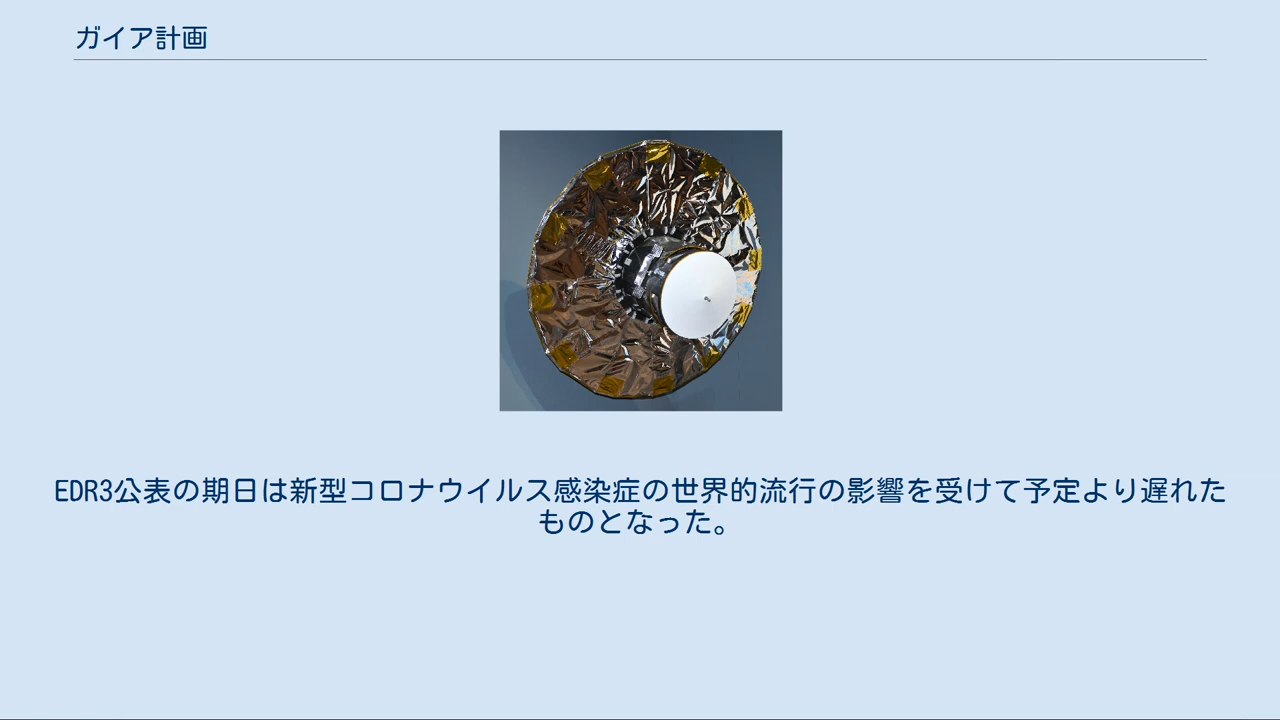 ガイア計画
EDR3公表の期日は新型コロナウイルス感染症の世界的流行の影響を受けて予定より遅れた
ものとなった。